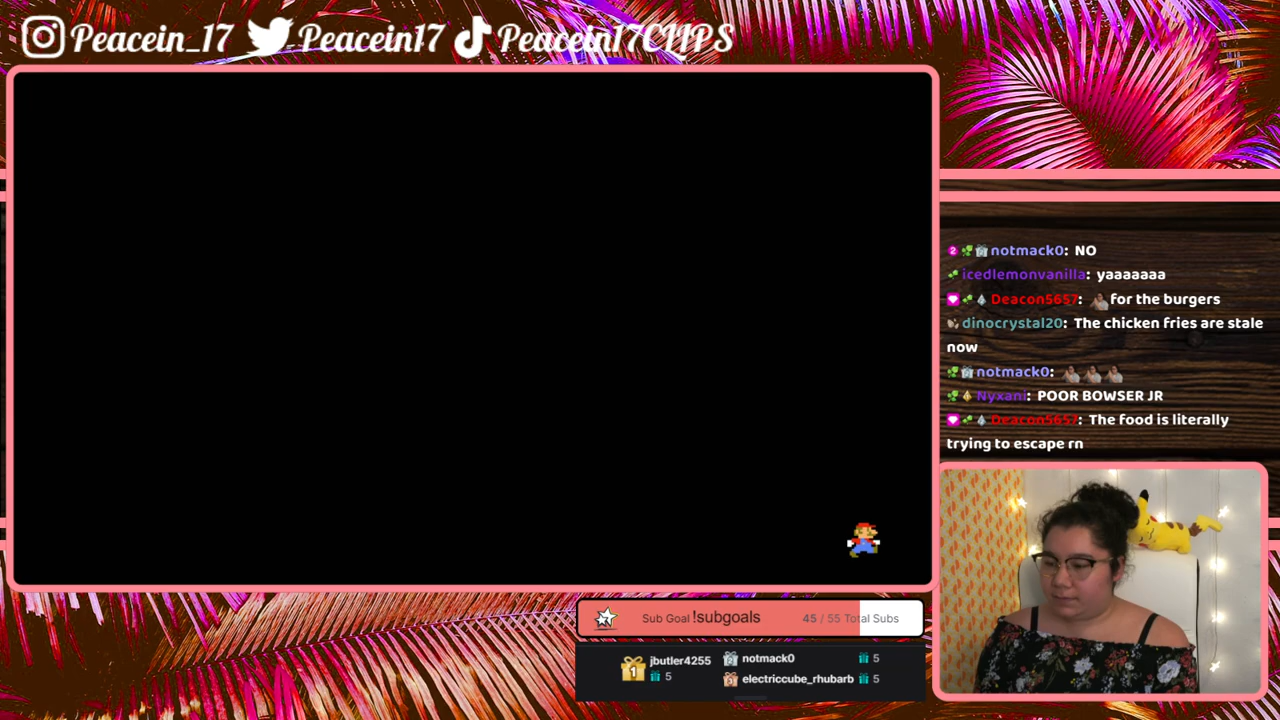 Peacein_17 Peacein17 Peacein17CLIPS
notmack0: NO
icedlemonvanilla: yaaaaaaa
Deacon5657: for the burgers
dinocrystal20: The chicken fries are stale
now
notmack0:
Nyxani: POOR BOWSER JR
Deacon5657: The food is literally
trying to escape rn
Sub Goal !subgoals 45 / 55 Total Subs
1 jbutler4255 5
notmack0 5
electriccube_rhubarb 5